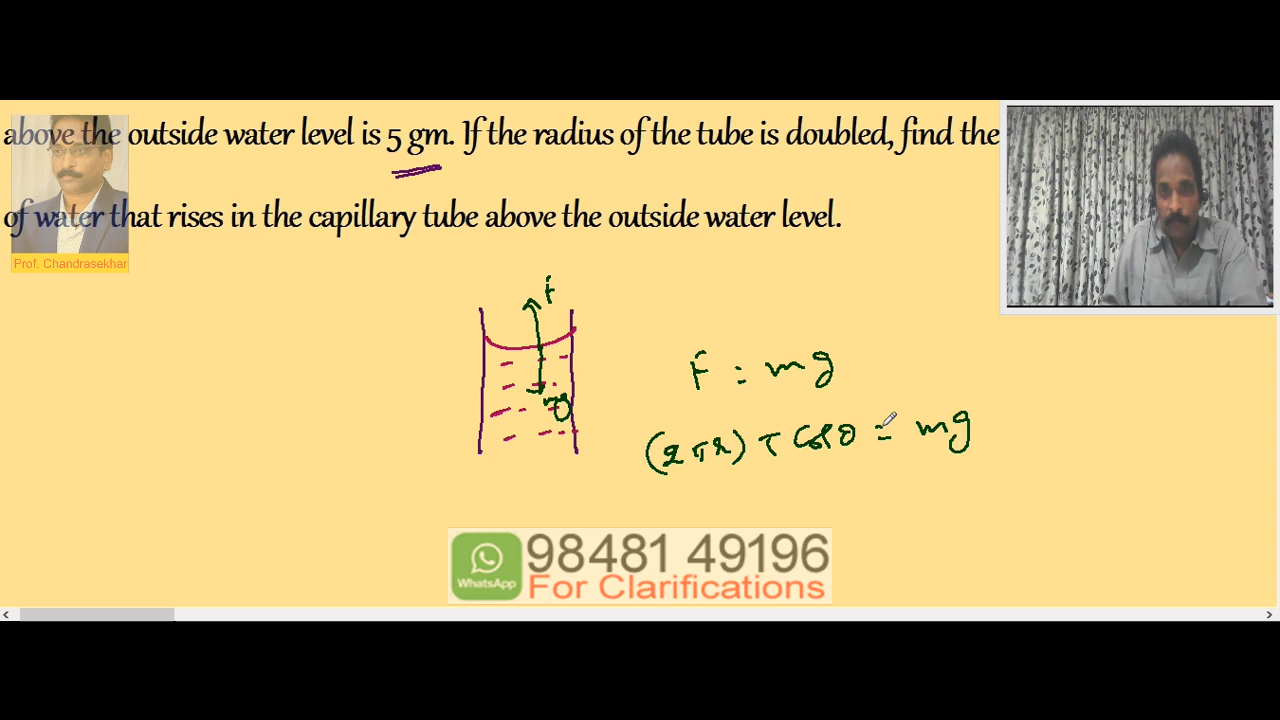 above the outside water level is 5 gm. If the radius of the tube is doubled, find the
of water that rises in the capillary tube above the outside water level.
Prof. Chandrasekhar
F
mg
F = mg
(2πr) T Cosθ = mg
98481 49196
WhatsApp
For Clarifications